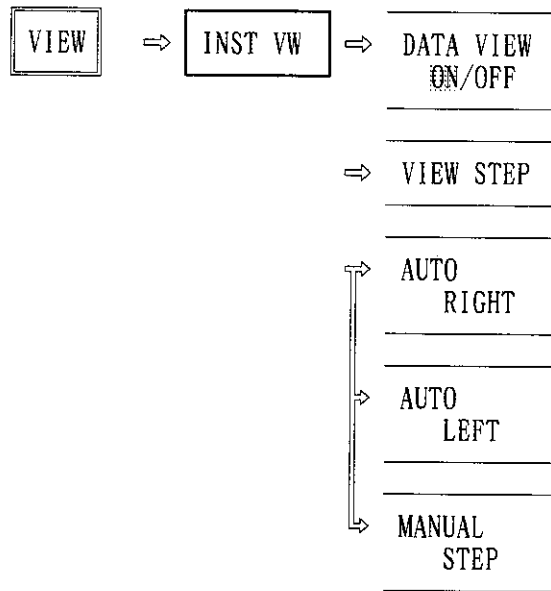 VIEW ⇨ INST VW ⇨ DATA VIEW
ON/OFF
⇨ VIEW STEP
AUTO
RIGHT
AUTO
LEFT
MANUAL
STEP